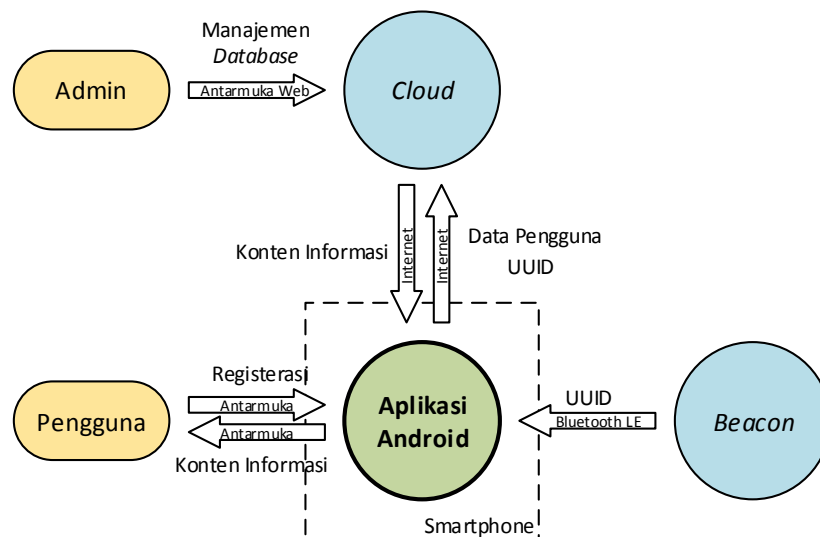 Manajemen
Database
Admin
Antarmuka Web
Cloud
Konten Informasi
Internet
Internet
Data Pengguna
UUID
Registerasi
Pengguna
Antarmuka
Antarmuka
Konten Informasi
Aplikasi
Android
UUID
Bluetooth LE
Beacon
Smartphone